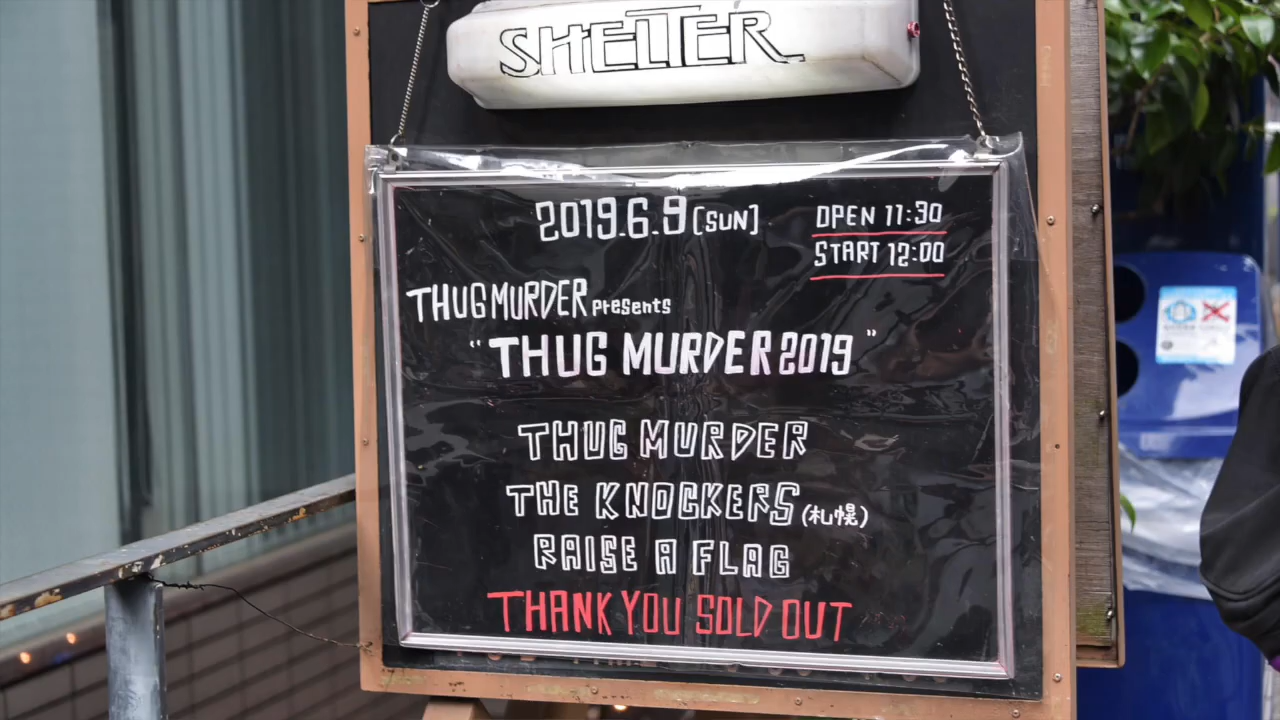 SHELTER
2019.6.9 [SUN]
OPEN 11:30
START 12:00
THUG MURDER presents
"THUG MURDER 2019"
THUG MURDER
THE KNOCKERS (札幌)
RAISE A FLAG
THANK YOU SOLD OUT